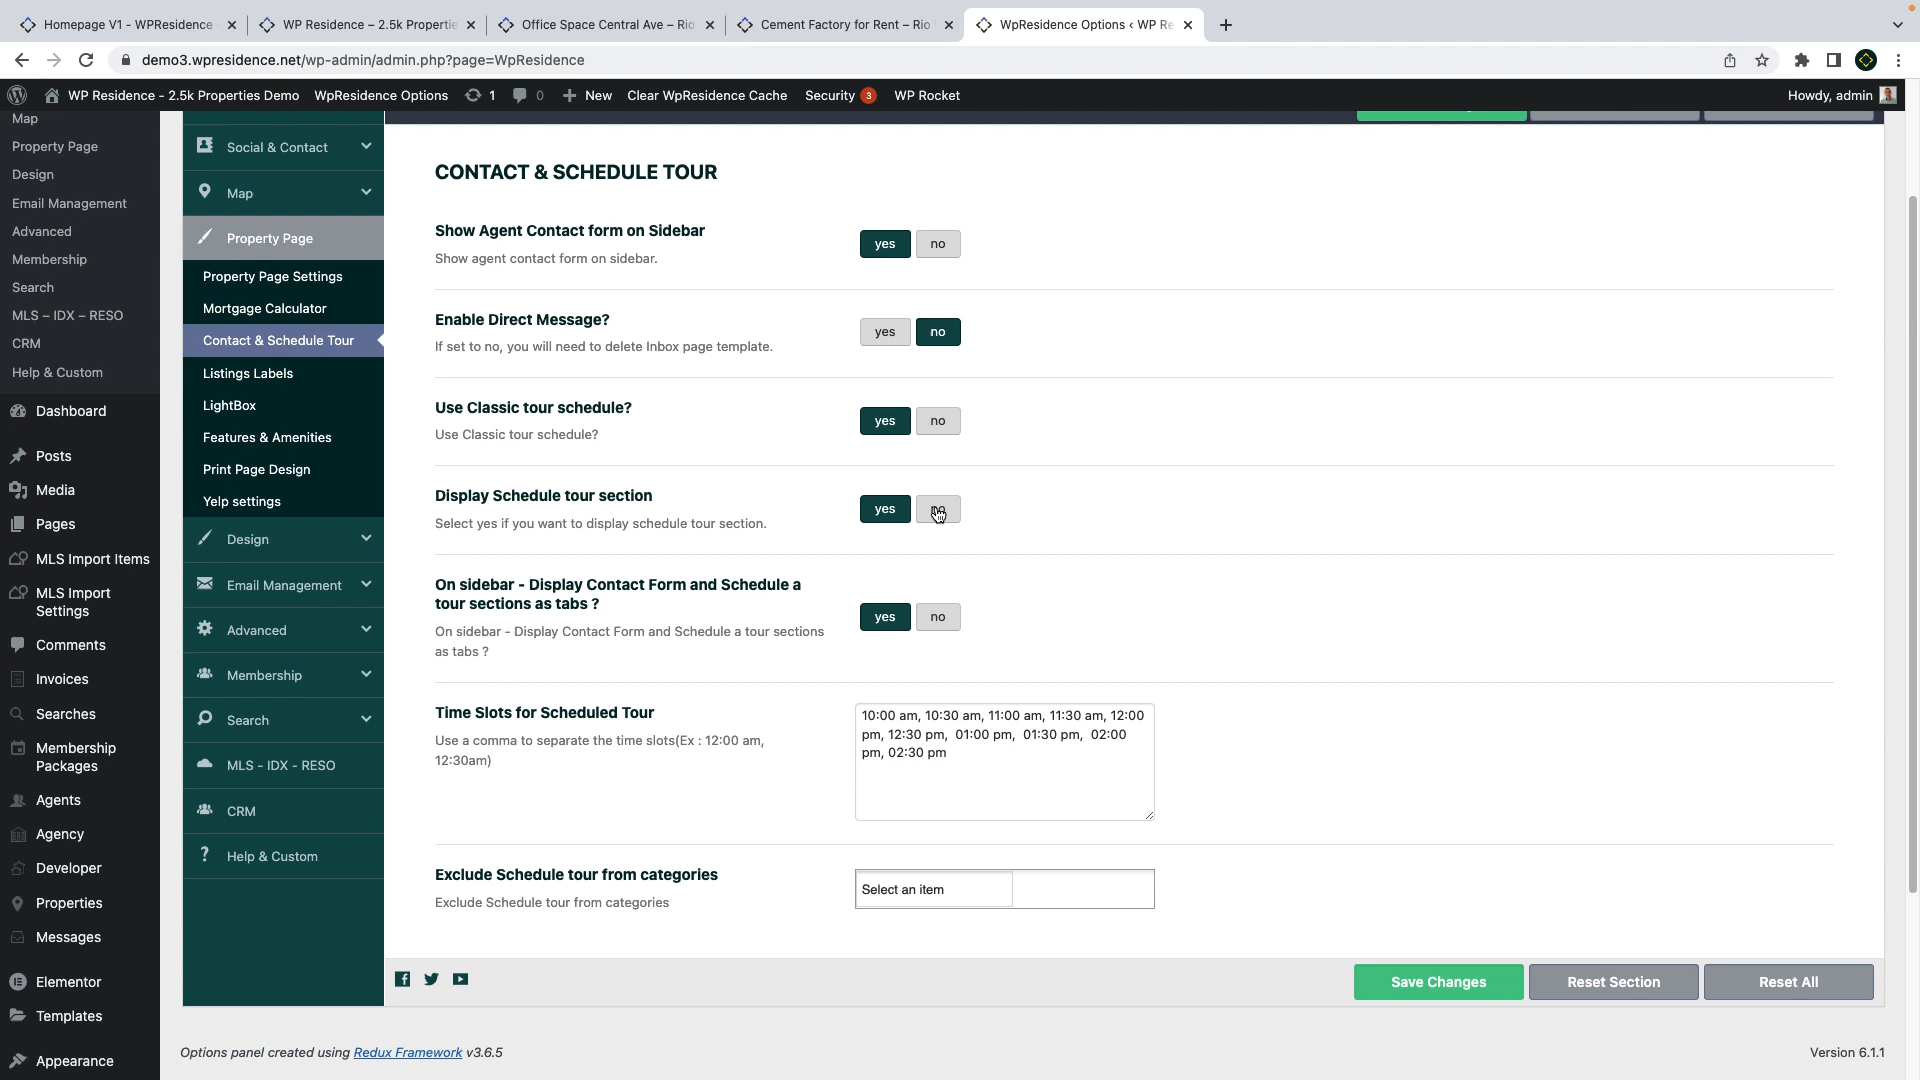 Homepage V1 - WPResidence
WP Residence – 2.5k Propertie
Office Space Central Ave – Rio
Cement Factory for Rent – Rio
WpResidence Options ‹ WP Re
demo3.wpresidence.net/wp-admin/admin.php?page=WpResidence
WP Residence - 2.5k Properties Demo
WpResidence Options
1
0
New
Clear WpResidence Cache
Security 3
WP Rocket
Howdy, admin
Map
Property Page
Design
Email Management
Advanced
Membership
Search
MLS – IDX – RESO
CRM
Help & Custom
Dashboard
Posts
Media
Pages
MLS Import Items
MLS Import
Settings
Comments
Invoices
Searches
Membership
Packages
Agents
Agency
Developer
Properties
Messages
Elementor
Templates
Appearance
Social & Contact
Map
Property Page
Property Page Settings
Mortgage Calculator
Contact & Schedule Tour
Listings Labels
LightBox
Features & Amenities
Print Page Design
Yelp settings
Design
Email Management
Advanced
Membership
Search
MLS - IDX - RESO
CRM
Help & Custom
CONTACT & SCHEDULE TOUR
Show Agent Contact form on Sidebar
Show agent contact form on sidebar.
yes no
Enable Direct Message?
If set to no, you will need to delete Inbox page template.
yes no
Use Classic tour schedule?
Use Classic tour schedule?
yes no
Display Schedule tour section
Select yes if you want to display schedule tour section.
yes no
On sidebar - Display Contact Form and Schedule a
tour sections as tabs ?
On sidebar - Display Contact Form and Schedule a tour sections
as tabs ?
yes no
Time Slots for Scheduled Tour
Use a comma to separate the time slots(Ex : 12:00 am,
12:30am)
10:00 am, 10:30 am, 11:00 am, 11:30 am, 12:00
pm, 12:30 pm, 01:00 pm, 01:30 pm, 02:00
pm, 02:30 pm
Exclude Schedule tour from categories
Exclude Schedule tour from categories
Select an item
Save Changes
Reset Section
Reset All
Options panel created using Redux Framework v3.6.5
Version 6.1.1